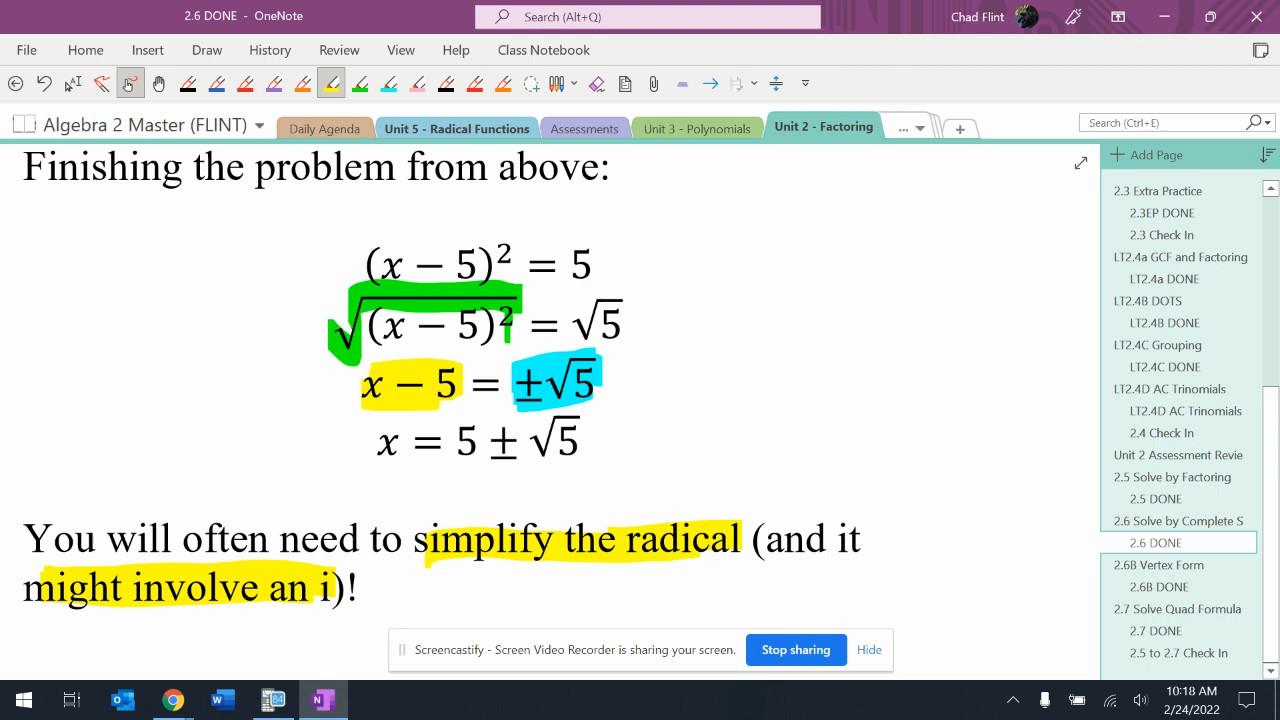 2.6 DONE - OneNote
Search (Alt+Q)
Chad Flint
File Home Insert Draw History Review View Help Class Notebook
Algebra 2 Master (FLINT)
Daily Agenda
Unit 5 - Radical Functions
Assessments
Unit 3 - Polynomials
Unit 2 - Factoring
...
Search (Ctrl+E)
Finishing the problem from above:
(x − 5)² = 5
√(x − 5)² = √5
x − 5 = ±√5
x = 5 ± √5
You will often need to simplify the radical (and it
might involve an i)!
Add Page
2.3 Extra Practice
2.3EP DONE
2.3 Check In
LT2.4a GCF and Factoring
LT2.4a DONE
LT2.4B DOTS
LT2.4B DONE
LT2.4C Grouping
LT2.4C DONE
LT2.4D AC Trinomials
LT2.4D AC Trinomials
2.4 Check In
Unit 2 Assessment Revie
2.5 Solve by Factoring
2.5 DONE
2.6 Solve by Complete S
2.6 DONE
2.6B Vertex Form
2.6B DONE
2.7 Solve Quad Formula
2.7 DONE
2.5 to 2.7 Check In
Screencastify - Screen Video Recorder is sharing your screen.
Stop sharing
Hide
10:18 AM
2/24/2022